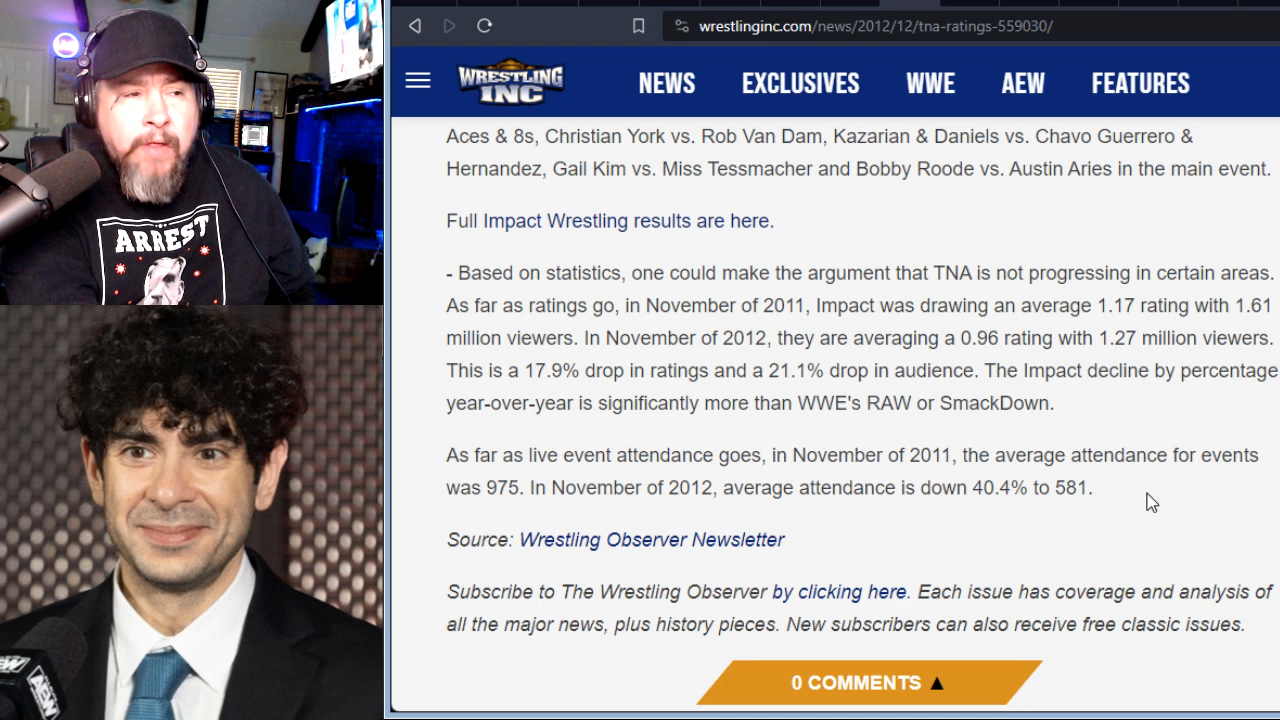 wrestlinginc.com/news/2012/12/tna-ratings-559030/
WRESTLING
INC
NEWS EXCLUSIVES WWE AEW FEATURES
Aces & 8s, Christian York vs. Rob Van Dam, Kazarian & Daniels vs. Chavo Guerrero &
Hernandez, Gail Kim vs. Miss Tessmacher and Bobby Roode vs. Austin Aries in the main event.
Full Impact Wrestling results are here.
- Based on statistics, one could make the argument that TNA is not progressing in certain areas.
As far as ratings go, in November of 2011, Impact was drawing an average 1.17 rating with 1.61
million viewers. In November of 2012, they are averaging a 0.96 rating with 1.27 million viewers.
This is a 17.9% drop in ratings and a 21.1% drop in audience. The Impact decline by percentage
year-over-year is significantly more than WWE's RAW or SmackDown.
As far as live event attendance goes, in November of 2011, the average attendance for events
was 975. In November of 2012, average attendance is down 40.4% to 581.
Source: Wrestling Observer Newsletter
Subscribe to The Wrestling Observer by clicking here. Each issue has coverage and analysis of
all the major news, plus history pieces. New subscribers can also receive free classic issues.
0 COMMENTS ▲
ARREST
AEW
AEW